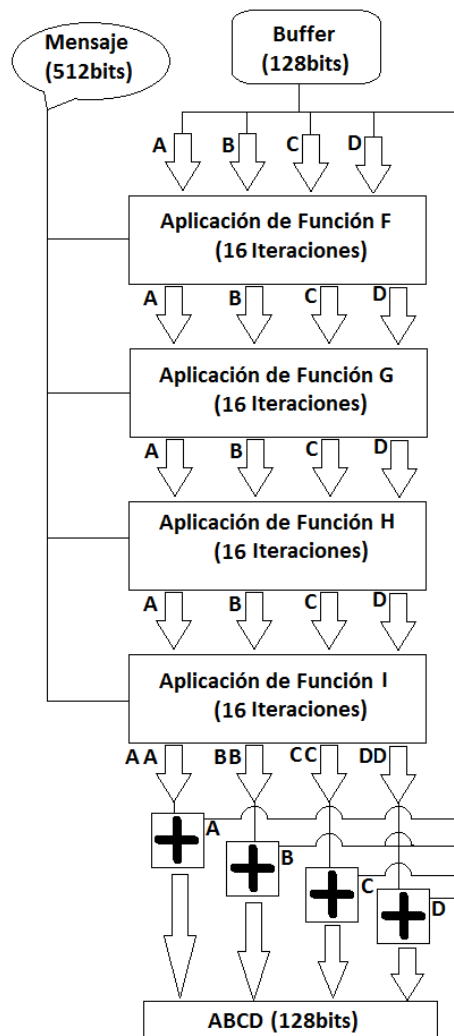 Mensaje
(512bits)
Buffer
(128bits)
A B C D
Aplicación de Función F
(16 Iteraciones)
A B C D
Aplicación de Función G
(16 Iteraciones)
A B C D
Aplicación de Función H
(16 Iteraciones)
A B C D
Aplicación de Función I
(16 Iteraciones)
AA BB CC DD
A
B
C
D
ABCD (128bits)